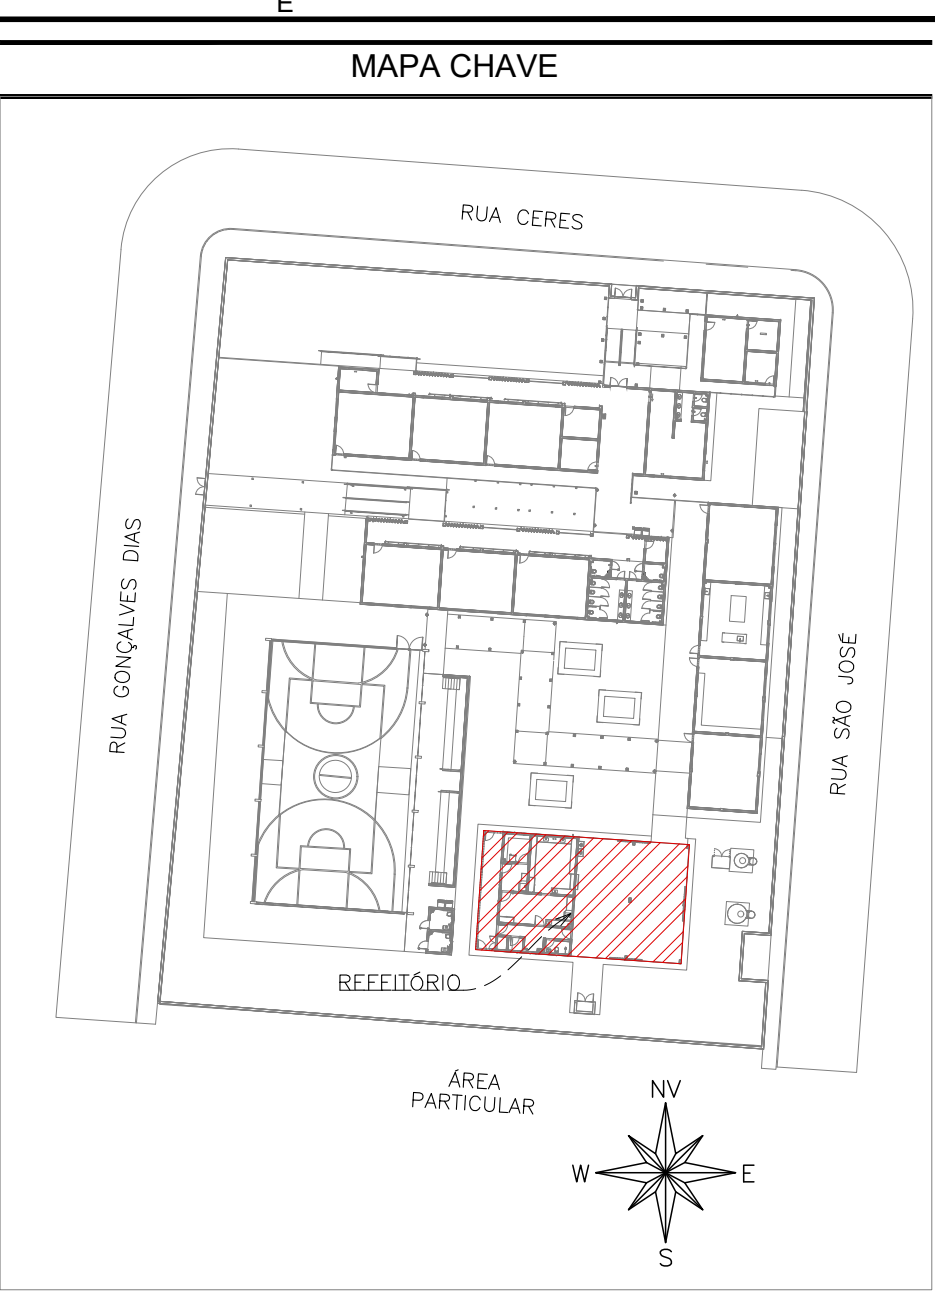 E
MAPA CHAVE
RUA CERES
RUA GONÇALVES DIAS
RUA SÃO JOSÉ
REFEITÓRIO
ÁREA
PARTICULAR
NV
W
E
S